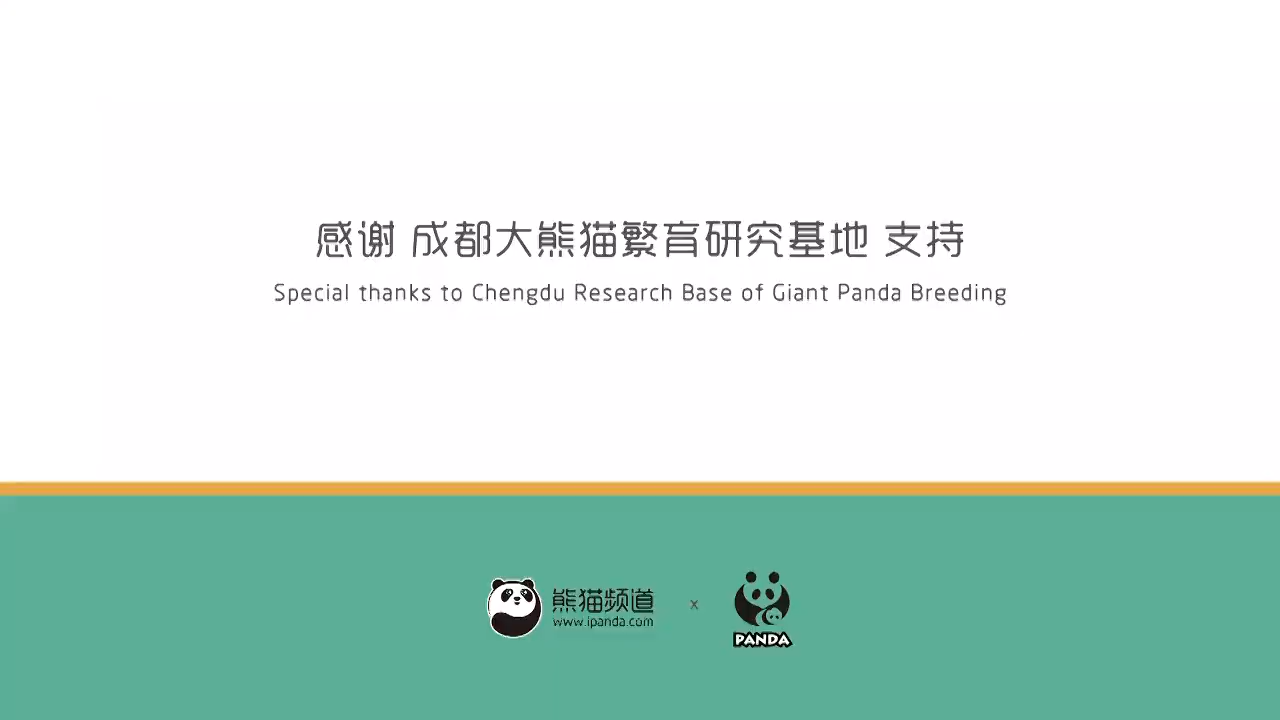 感谢 成都大熊猫繁育研究基地 支持
Special thanks to Chengdu Research Base of Giant Panda Breeding
熊猫频道
www.ipanda.com
x
PANDA